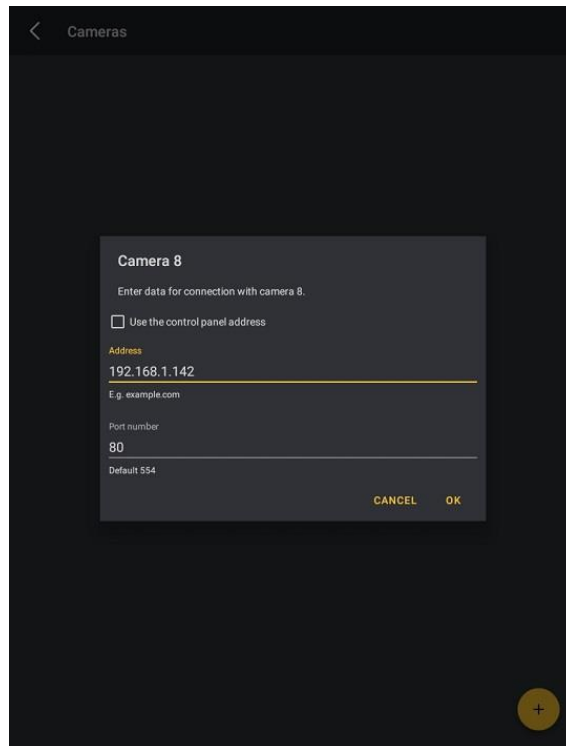 Cameras
Camera 8
Enter data for connection with camera 8.
Use the control panel address
Address
192.168.1.142
E.g. example.com
Port number
80
Default 554
CANCEL OK
+